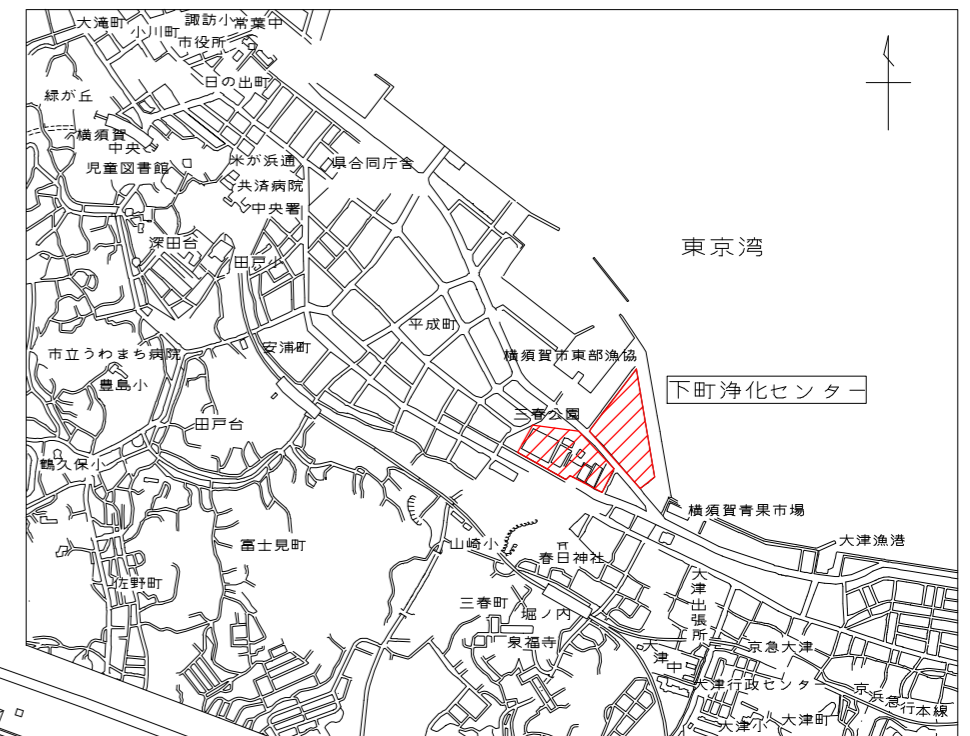 大滝町
諏訪小
常葉中
小川町
市役所
日の出町
緑が丘
横須賀
中央
児童図書館
米が浜通
県合同庁舎
共済病院
中央署
深田台
田戸小
東京湾
平成町
安浦町
市立うわまち病院
横須賀市東部漁協
豊島小
下町浄化センター
三春公園
田戸台
鶴久保小
横須賀青果市場
大津漁港
富士見町
山崎小
春日神社
佐野町
大津出張所
三春町
堀ノ内
泉福寺
大津中
京急大津
大津行政センター
京浜急行本線
大津小
大津町